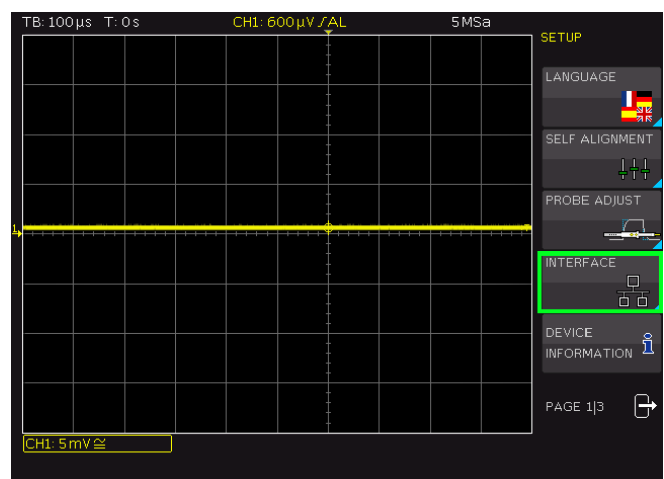 TB: 100µs T: 0s CH1: 600µV AL 5MSa
SETUP
LANGUAGE
SELF ALIGNMENT
PROBE ADJUST
1
INTERFACE
DEVICE
INFORMATION
PAGE 1|3
CH1: 5mV≅